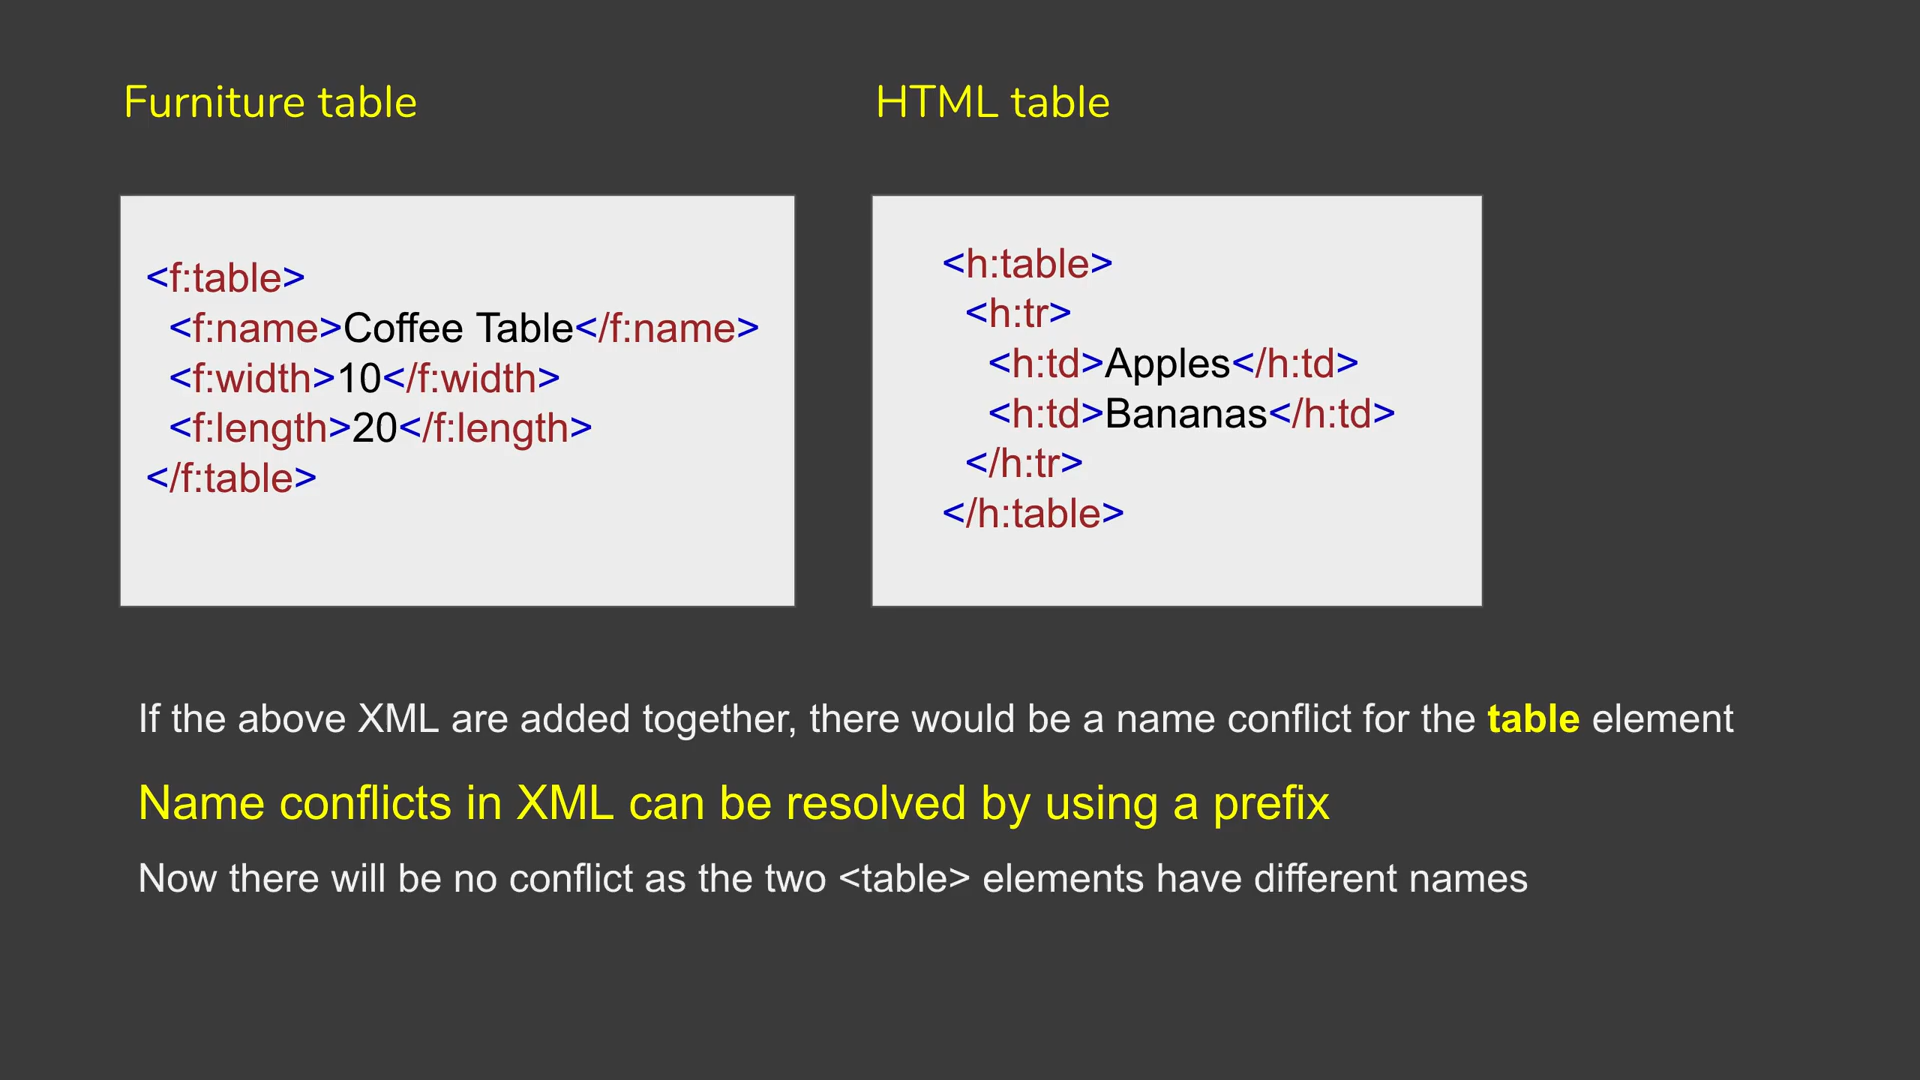 Furniture table
<f:table>
<f:name>Coffee Table</f:name>
<f:width>10</f:width>
<f:length>20</f:length>
</f:table>
HTML table
<h:table>
<h:tr>
<h:td>Apples</h:td>
<h:td>Bananas</h:td>
</h:tr>
</h:table>
If the above XML are added together, there would be a name conflict for the table element
Name conflicts in XML can be resolved by using a prefix
Now there will be no conflict as the two <table> elements have different names